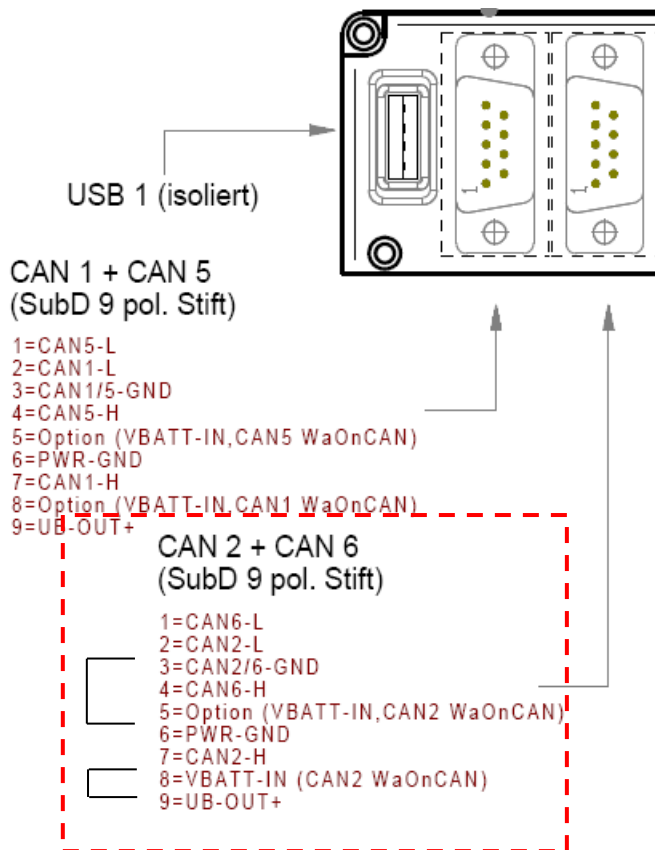 1
1
USB 1 (isoliert)
CAN 1 + CAN 5
(SubD 9 pol. Stift)
1=CAN5-L
2=CAN1-L
3=CAN1/5-GND
4=CAN5-H
5=Option (VBATT-IN,CAN5 WaOnCAN)
6=PWR-GND
7=CAN1-H
8=Option (VBATT-IN,CAN1 WaOnCAN)
9=UB-OUT+
CAN 2 + CAN 6
(SubD 9 pol. Stift)
1=CAN6-L
2=CAN2-L
3=CAN2/6-GND
4=CAN6-H
5=Option (VBATT-IN,CAN2 WaOnCAN)
6=PWR-GND
7=CAN2-H
8=VBATT-IN (CAN2 WaOnCAN)
9=UB-OUT+